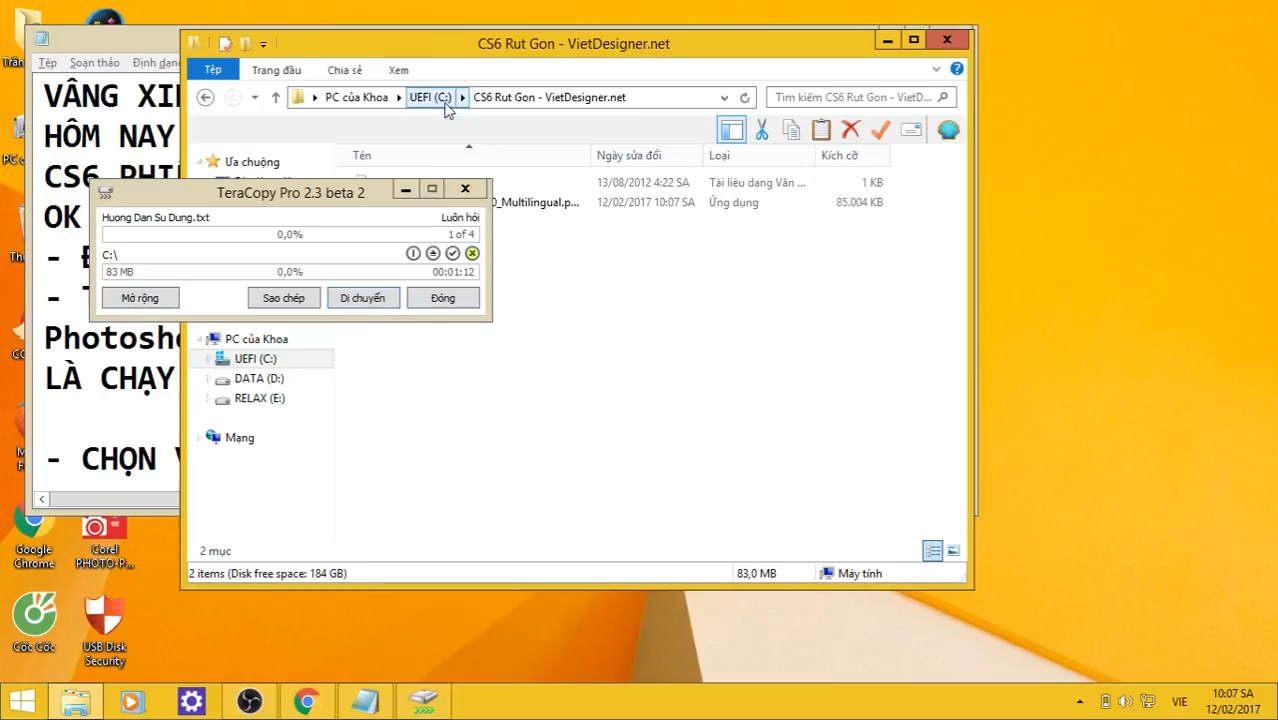 CS6 Rut Gon - VietDesigner.net
Tệp
Soạn thảo
Định dạng
Tệp
Trang đầu
Chia sẻ
Xem
PC của Khoa
UEFI (C:)
CS6 Rut Gon - VietDesigner.net
Tìm kiếm CS6 Rut Gon - VietD...
VÂNG XIN
HÔM NAY
CS6 PHI
OK
-
-
Photosh
LÀ CHẠY
- CHỌN
Ưa chuộng
Tên
Ngày sửa đổi
Loại
Kích cỡ
13/08/2012 4:22 SA
Tài liệu dạng Văn ...
1 KB
0_Multilingual.p...
12/02/2017 10:07 SA
Ứng dụng
85.004 KB
TeraCopy Pro 2.3 beta 2
Huong Dan Su Dung.txt
Luôn hỏi
0,0%
1 of 4
C:\
83 MB
0,0%
00:01:12
Mở rộng
Sao chép
Di chuyển
Đóng
PC của Khoa
UEFI (C:)
DATA (D:)
RELAX (E:)
Mạng
2 mục
2 items (Disk free space: 184 GB)
83,0 MB
Máy tính
Google Chrome
Corel PHOTO-P...
Cốc Cốc
USB Disk Security
VIE
10:07 SA
12/02/2017